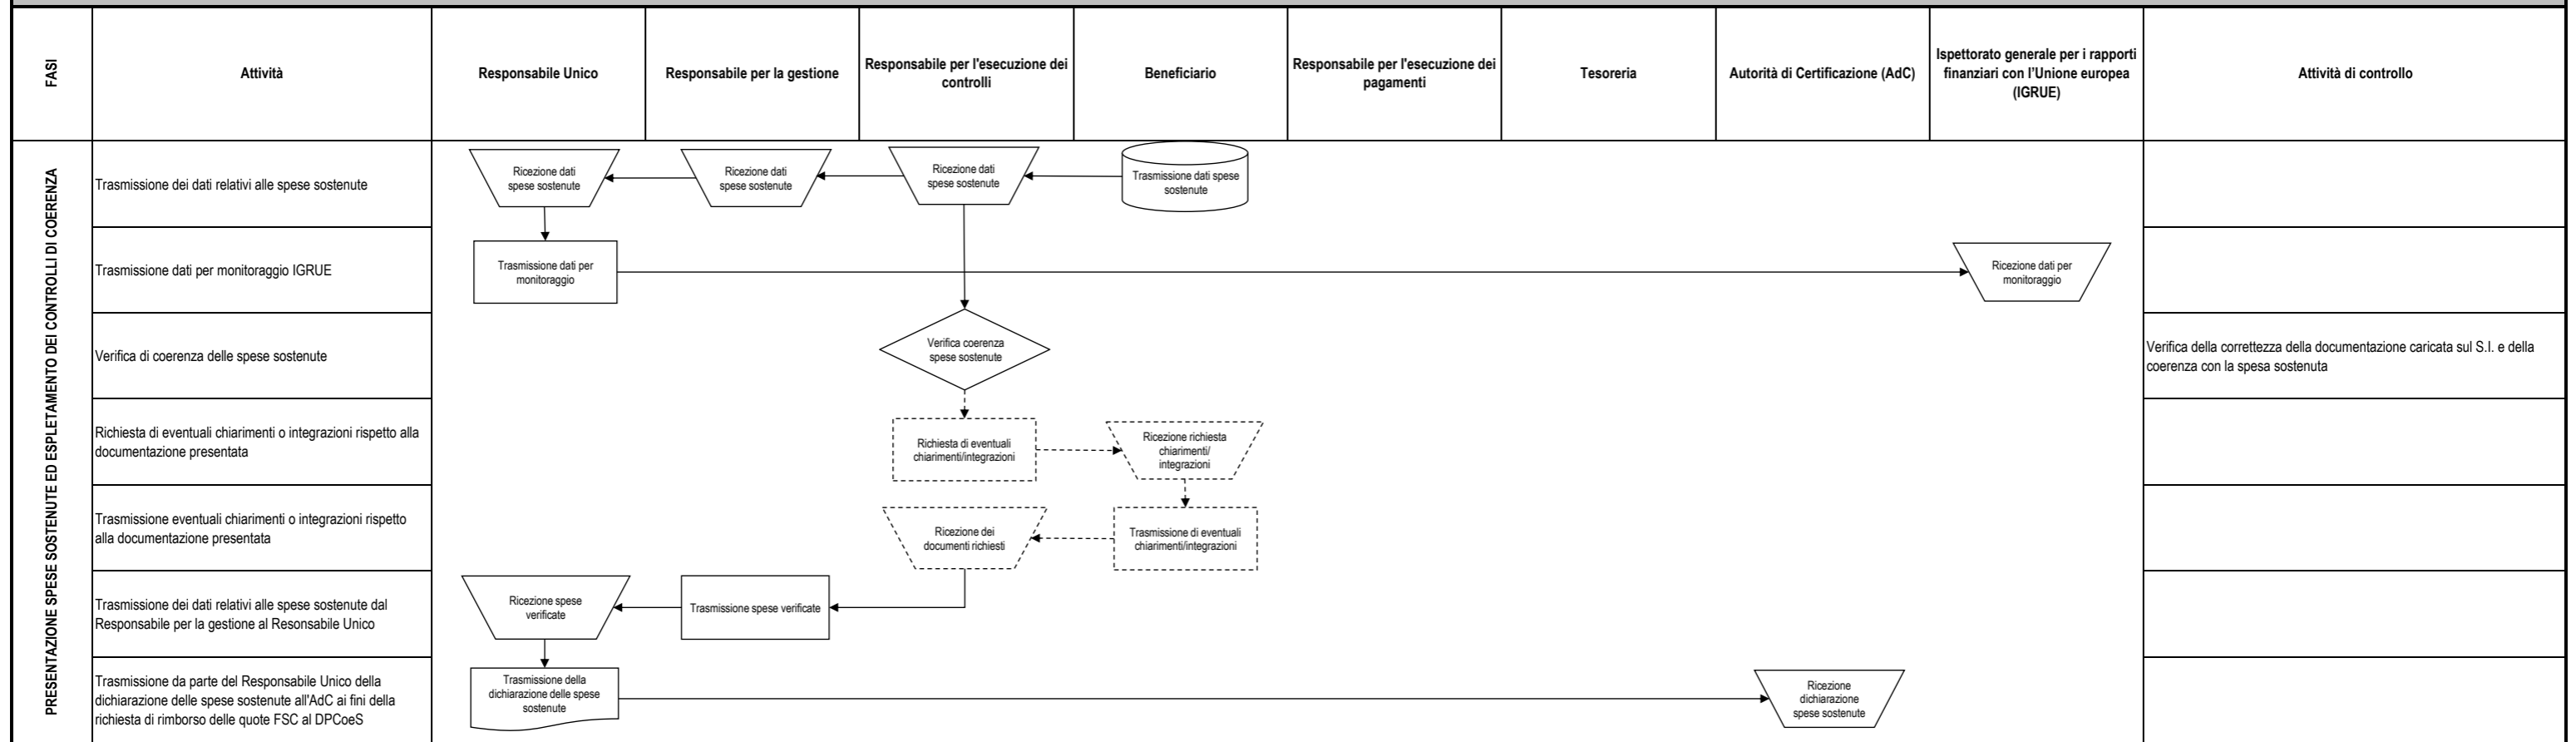 FASI
Attività
Responsabile Unico
Responsabile per la gestione
Responsabile per l'esecuzione dei
controlli
Beneficiario
Responsabile per l'esecuzione dei
pagamenti
Tesoreria
Autorità di Certificazione (AdC)
Ispettorato generale per i rapporti
finanziari con l'Unione europea
(IGRUE)
Attività di controllo
PRESENTAZIONE SPESE SOSTENUTE ED ESPLETAMENTO DEI CONTROLLI DI COERENZA
Trasmissione dei dati relativi alle spese sostenute
Ricezione dati
spese sostenute
Ricezione dati
spese sostenute
Ricezione dati
spese sostenute
Trasmissione dati spese
sostenute
Trasmissione dati per monitoraggio IGRUE
Trasmissione dati per
monitoraggio
Ricezione dati per
monitoraggio
Verifica di coerenza delle spese sostenute
Verifica coerenza
spese sostenute
Verifica della correttezza della documentazione caricata sul S.I. e della
coerenza con la spesa sostenuta
Richiesta di eventuali chiarimenti o integrazioni rispetto alla
documentazione presentata
Richiesta di eventuali
chiarimenti/integrazioni
Ricezione richiesta
chiarimenti/
integrazioni
Trasmissione eventuali chiarimenti o integrazioni rispetto
alla documentazione presentata
Ricezione dei
documenti richiesti
Trasmissione di eventuali
chiarimenti/integrazioni
Trasmissione dei dati relativi alle spese sostenute dal
Responsabile per la gestione al Resonsabile Unico
Ricezione spese
verificate
Trasmissione spese verificate
Trasmissione da parte del Responsabile Unico della
dichiarazione delle spese sostenute all'AdC ai fini della
richiesta di rimborso delle quote FSC al DPCoeS
Trasmissione della
dichiarazione delle spese
sostenute
Ricezione
dichiarazione
spese sostenute